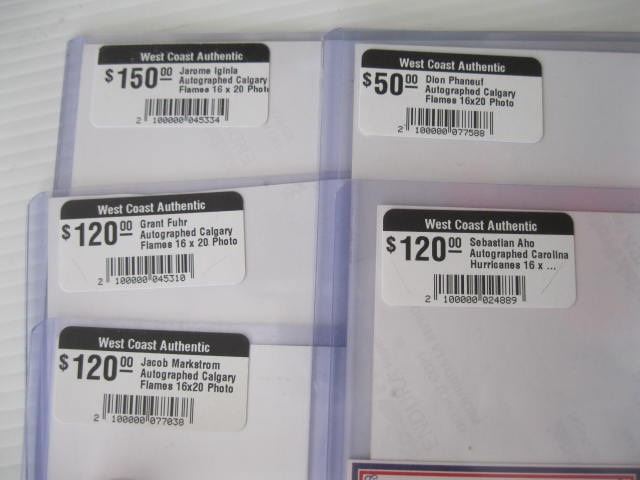 West Coast Authentic
$150 00 Jarome Iginla
Autographed Calgary
Flames 16 x 20 Photo
2 100000 045334
West Coast Authentic
$50 00 Dion Phaneuf
Autographed Calgary
Flames 16x20 Photo
2 100000 077588
West Coast Authentic
$120 00 Grant Fuhr
Autographed Calgary
Flames 16 x 20 Photo
2 100000 045310
West Coast Authentic
$120 00 Sebastian Aho
Autographed Carolina
Hurricanes 16 x ...
2 100000 024889
West Coast Authentic
$120 00 Jacob Markstrom
Autographed Calgary
Flames 16x20 Photo
2 100000 077038